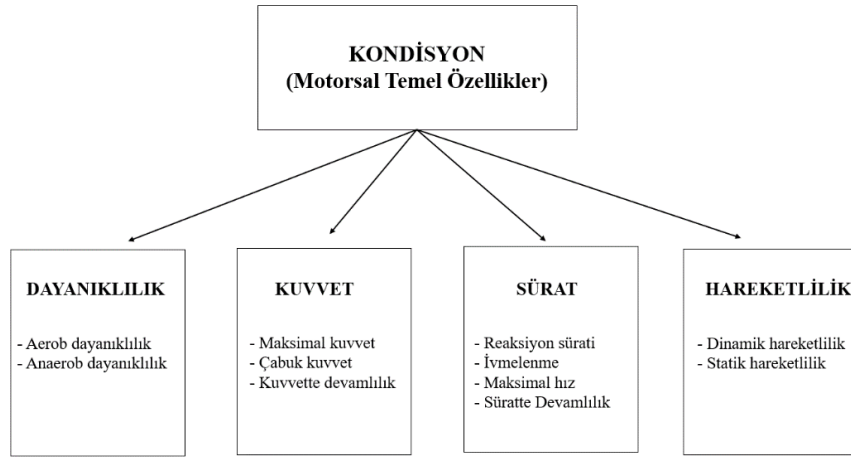 KONDİSYON
(Motorsal Temel Özellikler)
DAYANIKLILIK
- Aerob dayanıklılık
- Anaerob dayanıklılık
KUVVET
- Maksimal kuvvet
- Çabuk kuvvet
- Kuvvette devamlılık
SÜRAT
- Reaksiyon sürati
- İvmelenme
- Maksimal hız
- Süratte Devamlılık
HAREKETLİLİK
- Dinamik hareketlilik
- Statik hareketlilik